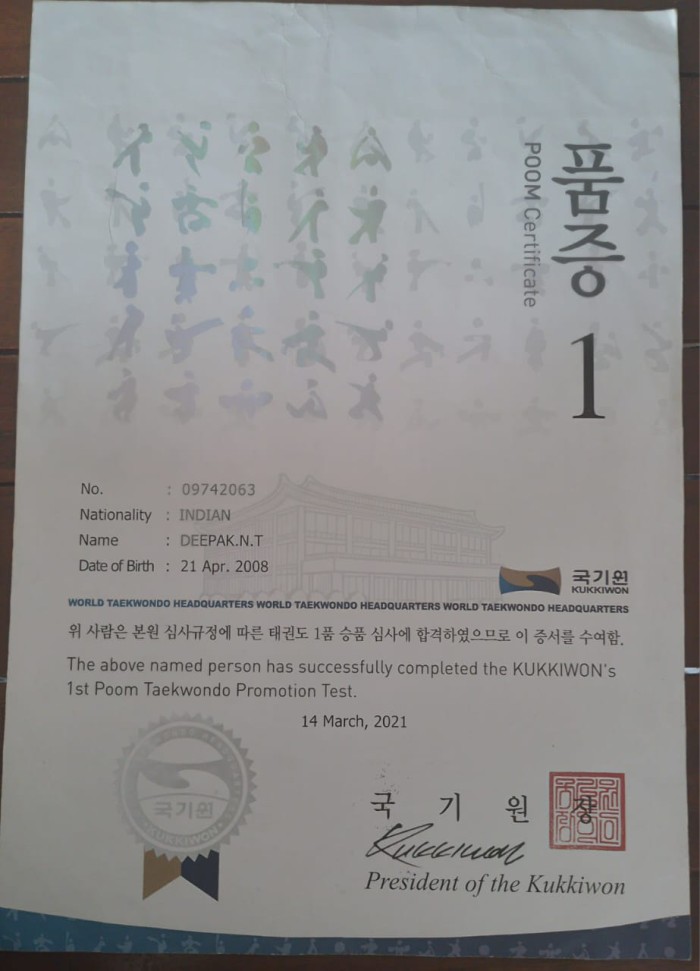 품증
POOM Certificate
1
No. : 09742063
Nationality : INDIAN
Name : DEEPAK.N.T
Date of Birth : 21 Apr. 2008
국기원
KUKKIWON
WORLD TAEKWONDO HEADQUARTERS WORLD TAEKWONDO HEADQUARTERS WORLD TAEKWONDO HEADQUARTERS
위 사람은 본원 심사규정에 따른 태권도 1품 승품 심사에 합격하였으므로 이 증서를 수여함.
The above named person has successfully completed the KUKKIWON's
1st Poom Taekwondo Promotion Test.
14 March, 2021
국기원
KUKKIWON
국 기 원 장
Kukkiwon
President of the Kukkiwon